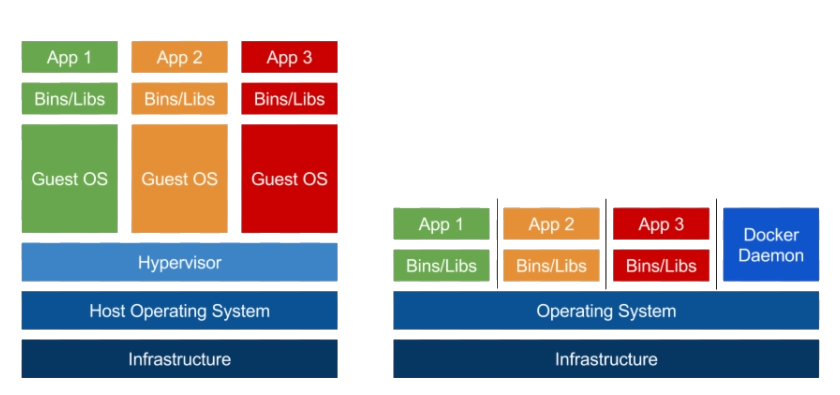 App 1
App 2
App 3
Bins/Libs
Bins/Libs
Bins/Libs
Guest OS
Guest OS
Guest OS
Hypervisor
Host Operating System
Infrastructure
App 1
App 2
App 3
Docker
Daemon
Bins/Libs
Bins/Libs
Bins/Libs
Operating System
Infrastructure